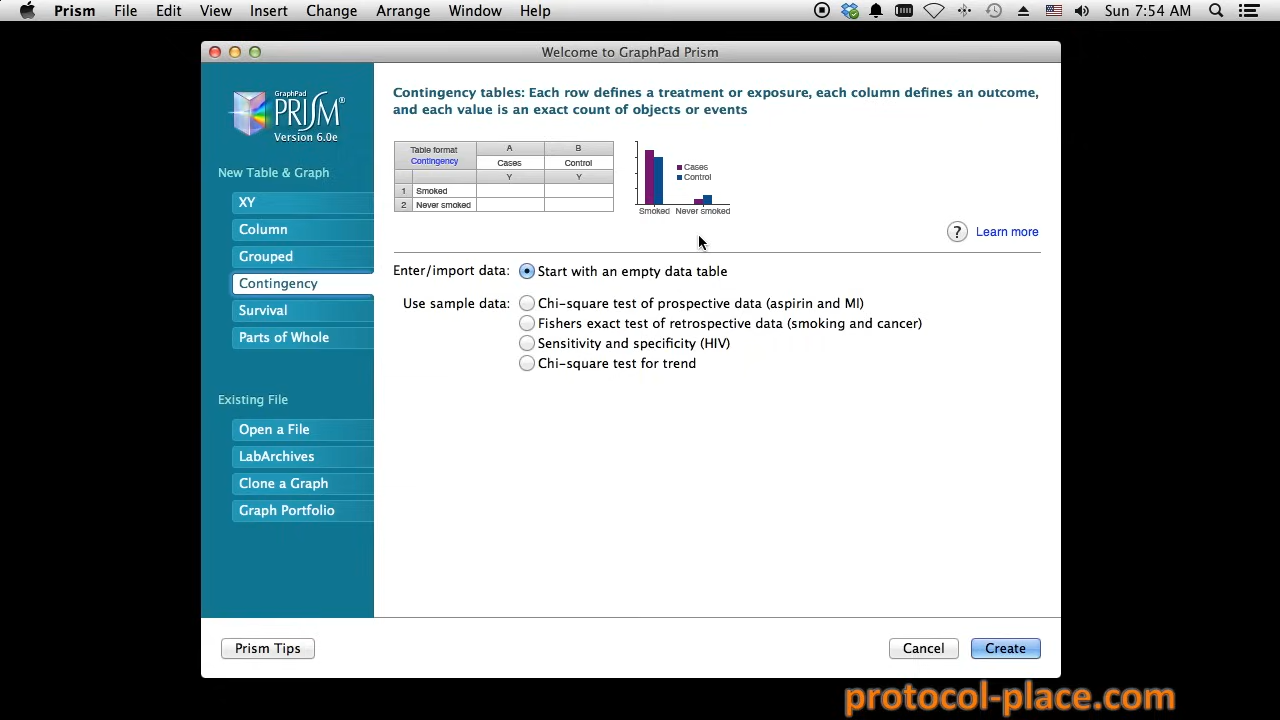 Prism File Edit View Insert Change Arrange Window Help Sun 7:54 AM
Welcome to GraphPad Prism
GraphPad
PRISM®
Version 6.0e
New Table & Graph
XY
Column
Grouped
Contingency
Survival
Parts of Whole
Existing File
Open a File
LabArchives
Clone a Graph
Graph Portfolio
Contingency tables: Each row defines a treatment or exposure, each column defines an outcome,
and each value is an exact count of objects or events
Table format A B
Contingency Cases Control
Y Y
1 Smoked
2 Never smoked
Cases
Control
Smoked Never smoked
? Learn more
Enter/import data: Start with an empty data table
Use sample data: Chi-square test of prospective data (aspirin and MI)
Fishers exact test of retrospective data (smoking and cancer)
Sensitivity and specificity (HIV)
Chi-square test for trend
Prism Tips Cancel Create
protocol-place.com